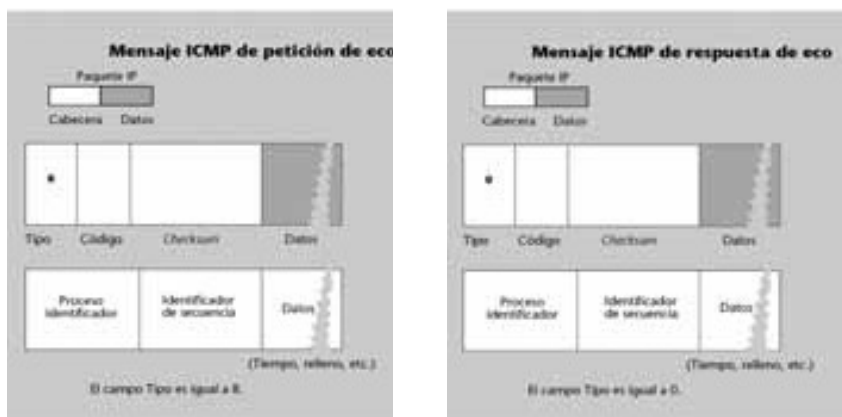 Mensaje ICMP de petición de eco
Paquete IP
Cabecera Datos
Tipo Código Checksum Datos
Proceso identificador
Identificador de secuencia
Datos
(Tiempo, relleno, etc.)
El campo Tipo es igual a 8.
Mensaje ICMP de respuesta de eco
Paquete IP
Cabecera Datos
Tipo Código Checksum Datos
Proceso identificador
Identificador de secuencia
Datos
(Tiempo, relleno, etc.)
El campo Tipo es igual a 0.